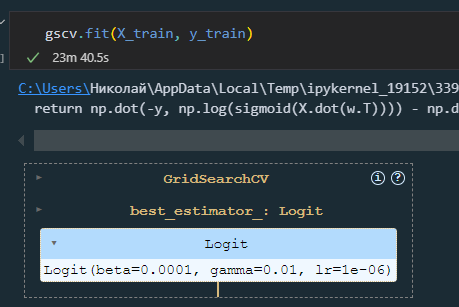 gscv.fit(X_train, y_train)
23m 40.5s
C:\Users\Николай\AppData\Local\Temp\ipykernel_19152\339
return np.dot(-y, np.log(sigmoid(X.dot(w.T)))) - np.d
GridSearchCV
best_estimator_: Logit
Logit
Logit(beta=0.0001, gamma=0.01, lr=1e-06)